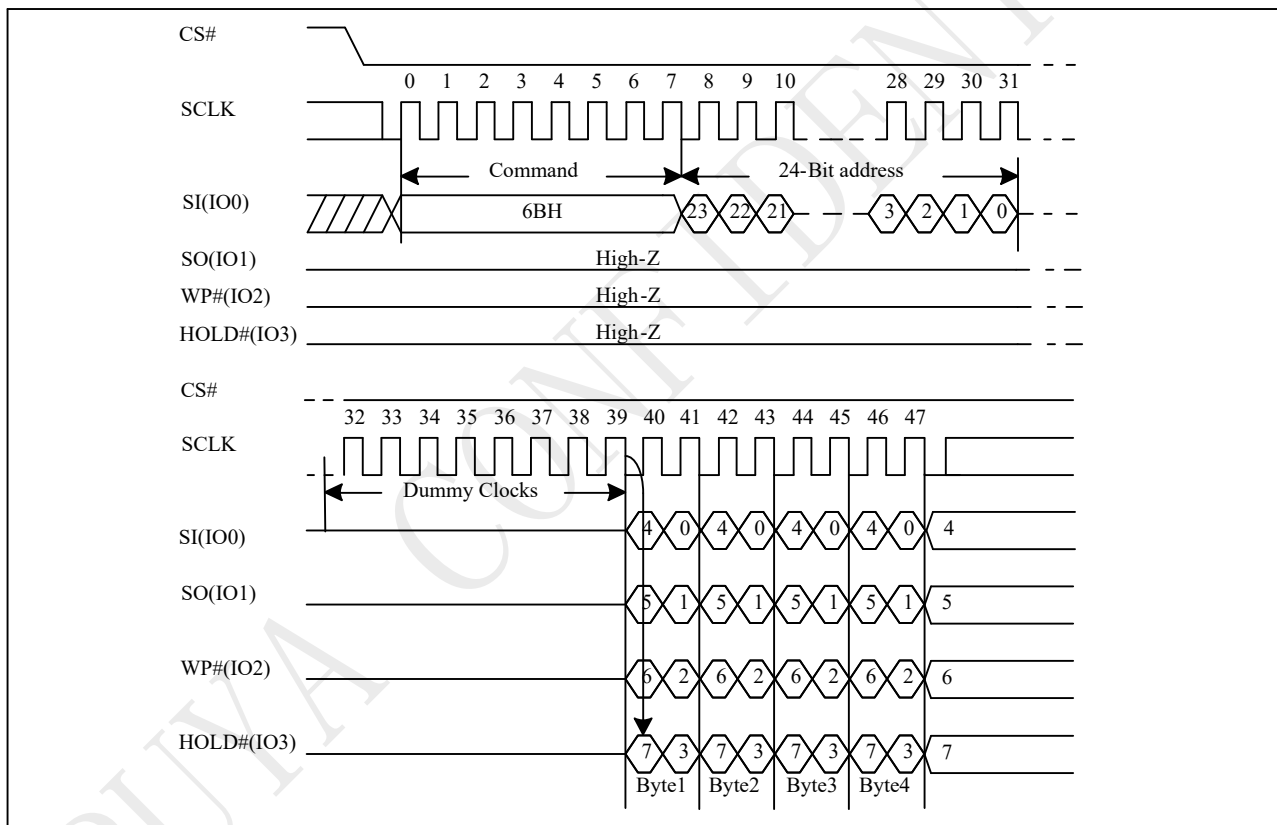 CS#
0 1 2 3 4 5 6 7 8 9 10 28 29 30 31
SCLK
Command 24-Bit address
SI(IO0) 6BH 23 22 21 3 2 1 0
SO(IO1) High-Z
WP#(IO2) High-Z
HOLD#(IO3) High-Z
CS#
32 33 34 35 36 37 38 39 40 41 42 43 44 45 46 47
SCLK
Dummy Clocks
SI(IO0) 4 0 4 0 4 0 4 0 4
SO(IO1) 5 1 5 1 5 1 5 1 5
WP#(IO2) 6 2 6 2 6 2 6 2 6
HOLD#(IO3) 7 3 7 3 7 3 7 3 7
Byte1 Byte2 Byte3 Byte4
PUYA CONFIDENT